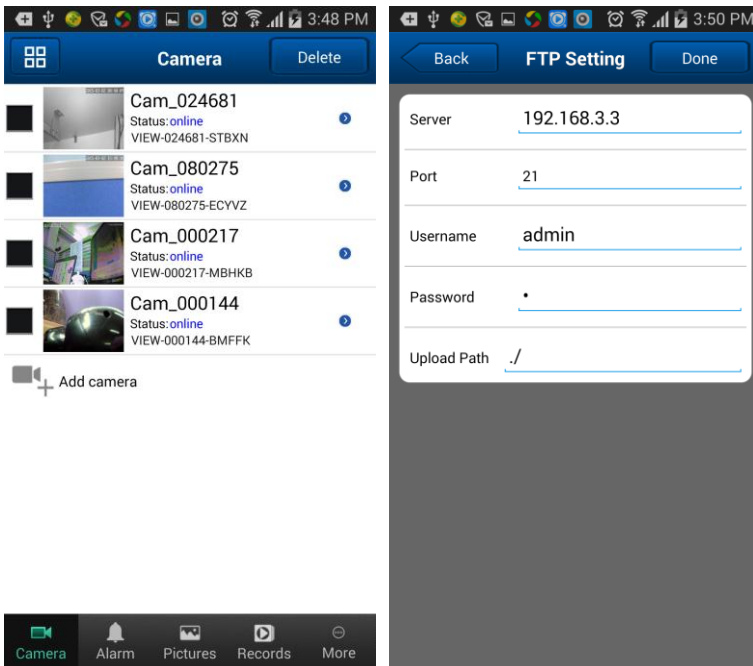 3:48 PM
Camera
Delete
Cam_024681
Status:online
VIEW-024681-STBXN
Cam_080275
Status:online
VIEW-080275-ECYVZ
Cam_000217
Status:online
VIEW-000217-MBHKB
Cam_000144
Status:online
VIEW-000144-BMFFK
Add camera
Camera
Alarm
Pictures
Records
More
3:50 PM
Back
FTP Setting
Done
Server
192.168.3.3
Port
21
Username
admin
Password
•
Upload Path
./